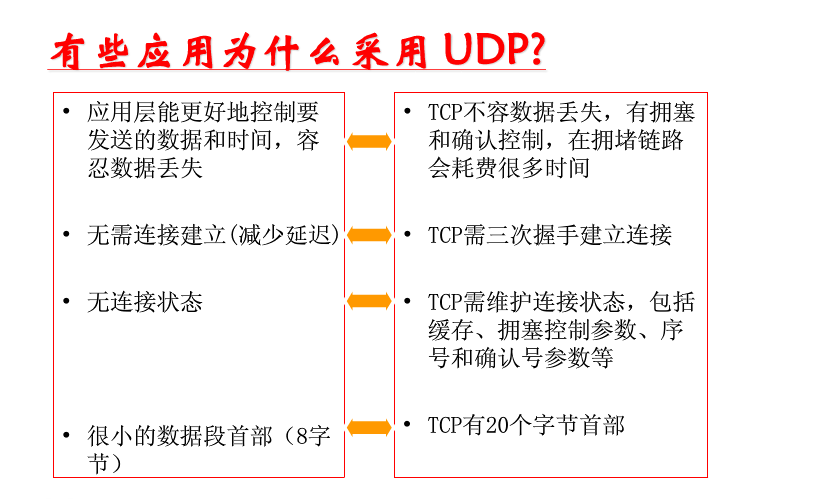 有些应用为什么采用 UDP?
• 应用层能更好地控制要
发送的数据和时间，容
忍数据丢失
• 无需连接建立(减少延迟)
• 无连接状态
• 很小的数据段首部（8字
节）
• TCP不容数据丢失，有拥塞
和确认控制，在拥堵链路
会耗费很多时间
• TCP需三次握手建立连接
• TCP需维护连接状态，包括
缓存、拥塞控制参数、序
号和确认号参数等
• TCP有20个字节首部